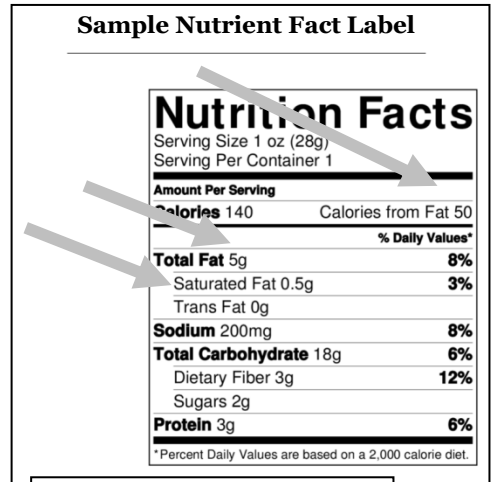 Sample Nutrient Fact Label
Nutrition Facts
Serving Size 1 oz (28g)
Serving Per Container 1
Amount Per Serving
Calories 140 Calories from Fat 50
% Daily Values*
Total Fat 5g 8%
Saturated Fat 0.5g 3%
Trans Fat 0g
Sodium 200mg 8%
Total Carbohydrate 18g 6%
Dietary Fiber 3g 12%
Sugars 2g
Protein 3g 6%
*Percent Daily Values are based on a 2,000 calorie diet.